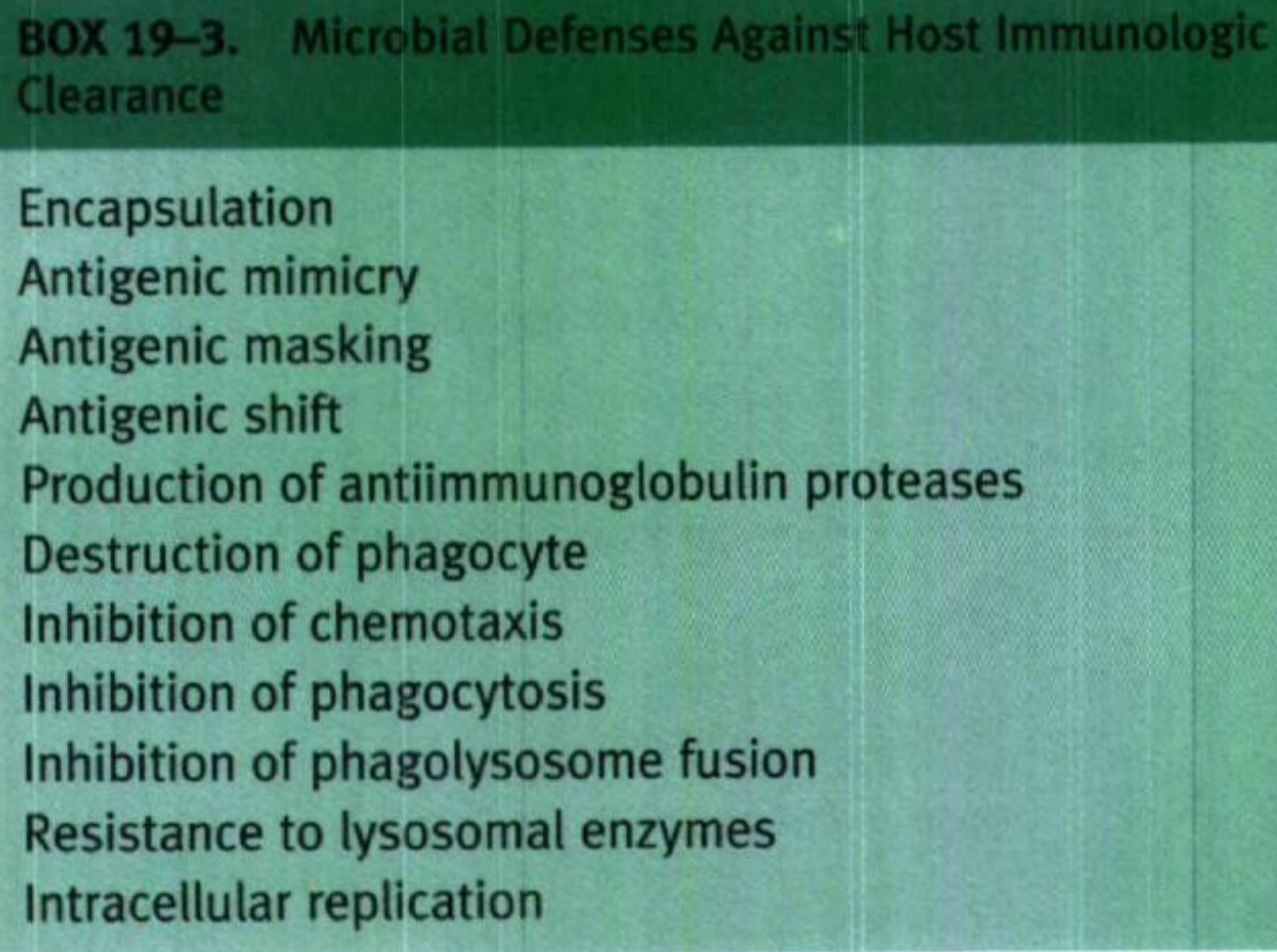 BOX 19–3. Microbial Defenses Against Host Immunologic
Clearance
Encapsulation
Antigenic mimicry
Antigenic masking
Antigenic shift
Production of antiimmunoglobulin proteases
Destruction of phagocyte
Inhibition of chemotaxis
Inhibition of phagocytosis
Inhibition of phagolysosome fusion
Resistance to lysosomal enzymes
Intracellular replication